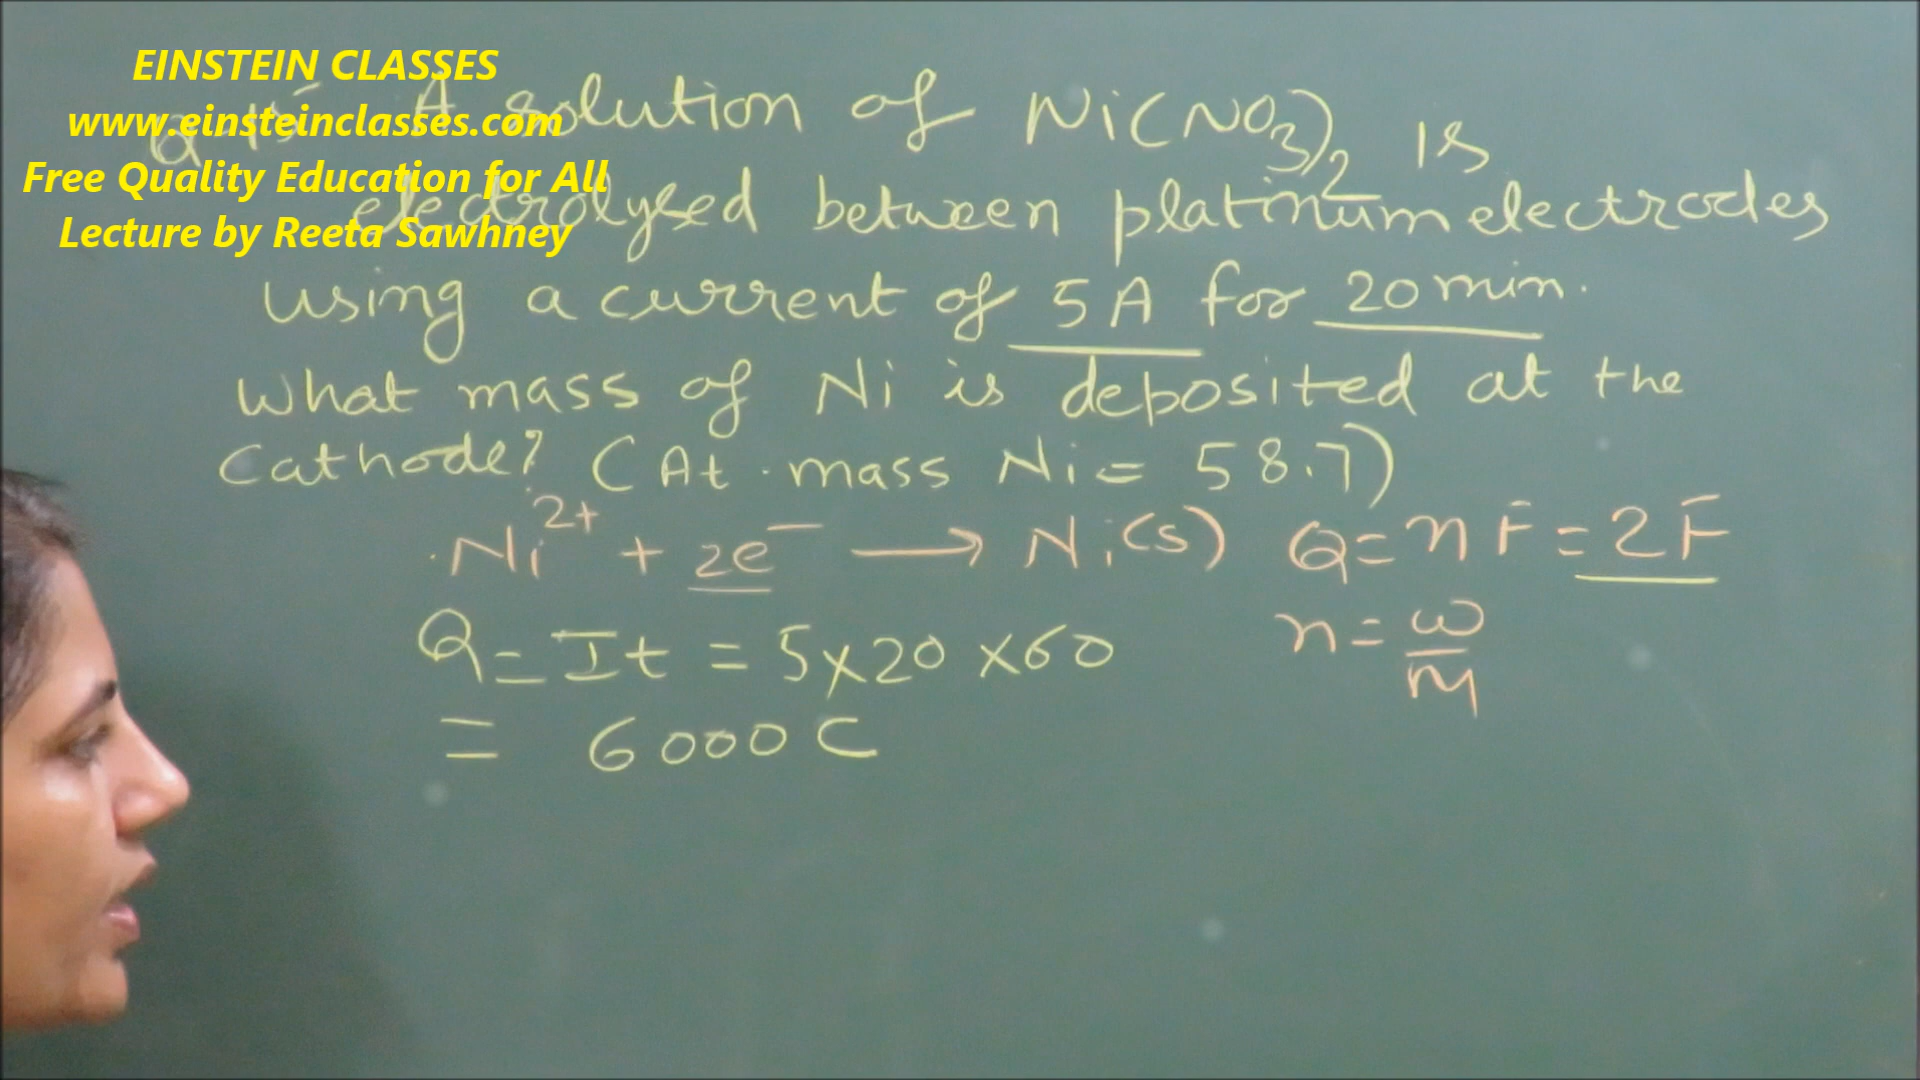 EINSTEIN CLASSES
www.einsteinclasses.com
Free Quality Education for All
Lecture by Reeta Sawhney
Q 15 A solution of Ni(NO3)2 is
electrolysed between platinum electrodes
using a current of 5A for 20 min.
What mass of Ni is deposited at the
Cathode? (At. mass Ni = 58.7)
Ni2+ + 2e− → Ni(s) Q = nF = 2F
Q = It = 5×20×60 n = w/M
= 6000 C